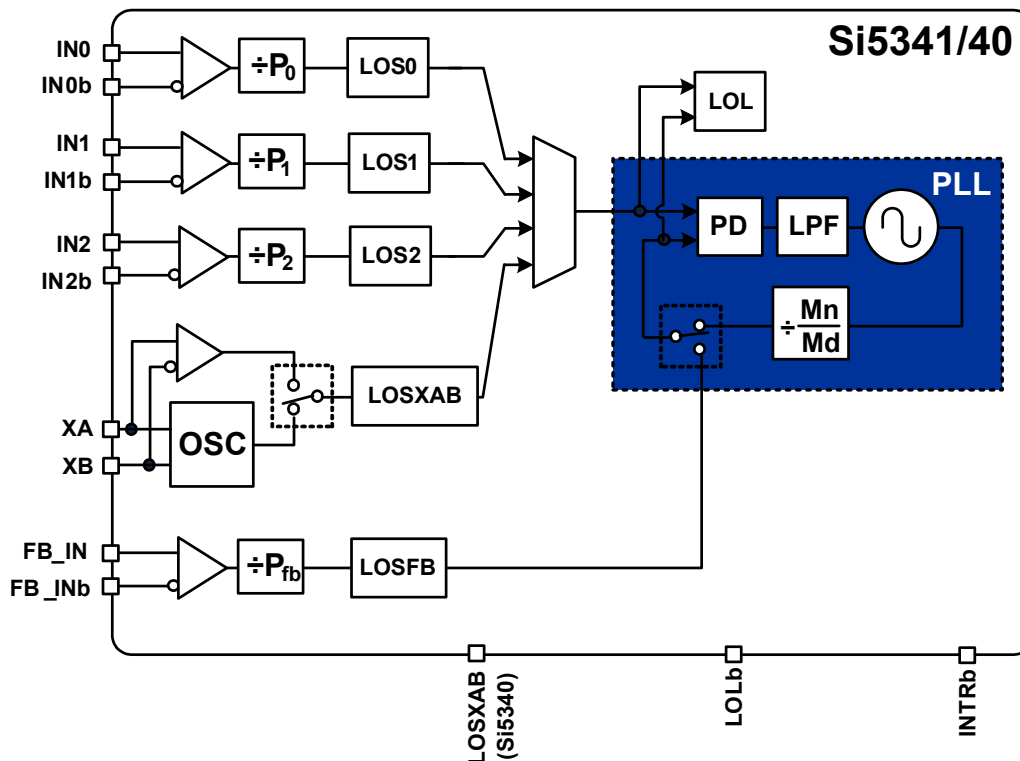 Si5341/40
IN0
IN0b
÷P0
LOS0
LOL
IN1
IN1b
÷P1
LOS1
PLL
IN2
IN2b
÷P2
LOS2
PD
LPF
÷ Mn
Md
XA
XB
OSC
LOSXAB
FB_IN
FB_INb
÷Pfb
LOSFB
LOSXAB
(Si5340)
LOLb
INTRb